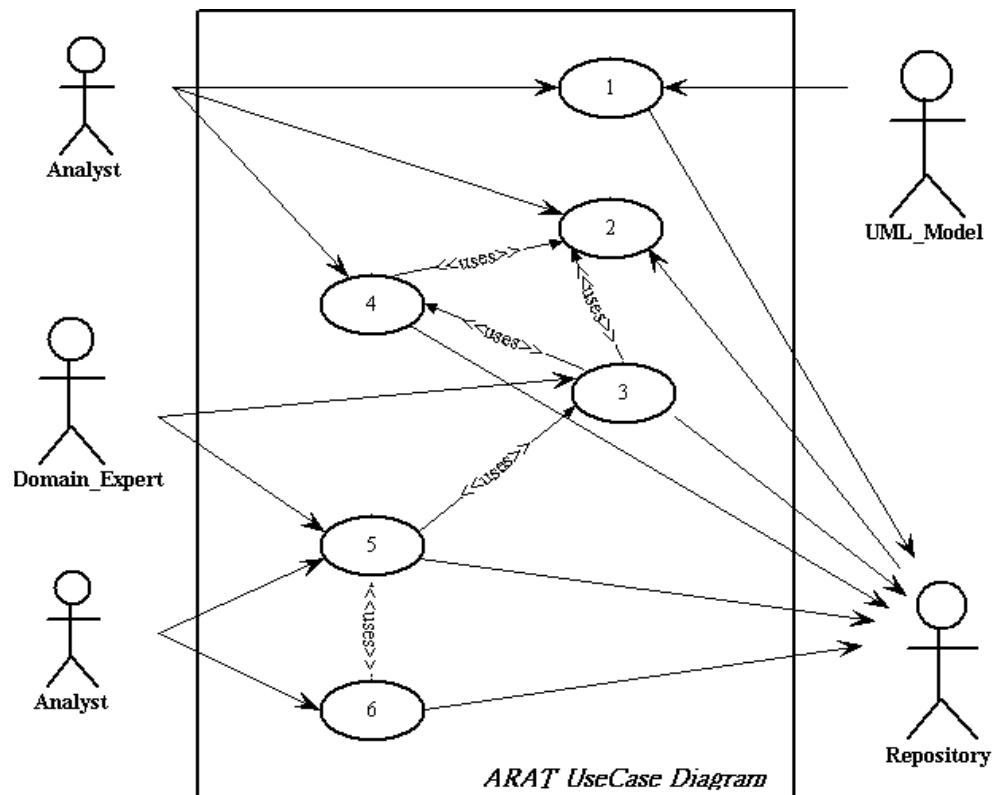 1
Analyst
2
UML_Model
<<uses>>
4
<<uses>>
<<uses>>
3
Domain_Expert
<<uses>>
5
<<uses>>
Analyst
6
Repository
ARAT UseCase Diagram